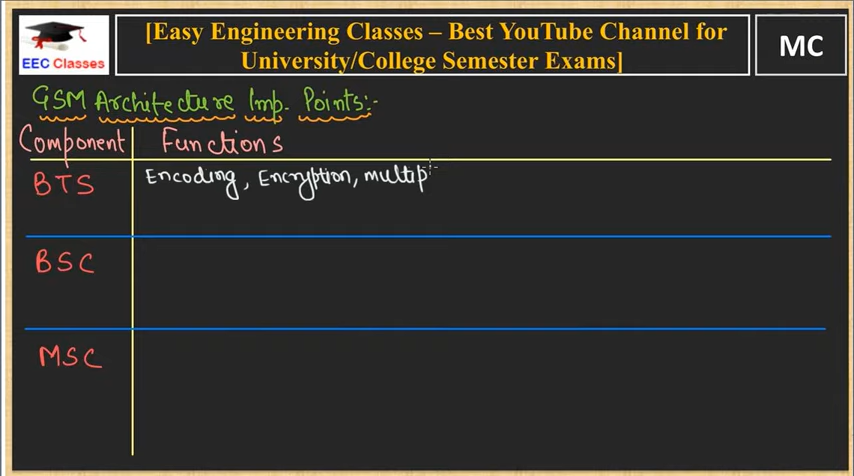 [Easy Engineering Classes – Best YouTube Channel for
University/College Semester Exams]
MC
EEC Classes
GSM Architecture Imp. Points:-
Component Functions
BTS Encoding, Encryption, multip
BSC
MSC